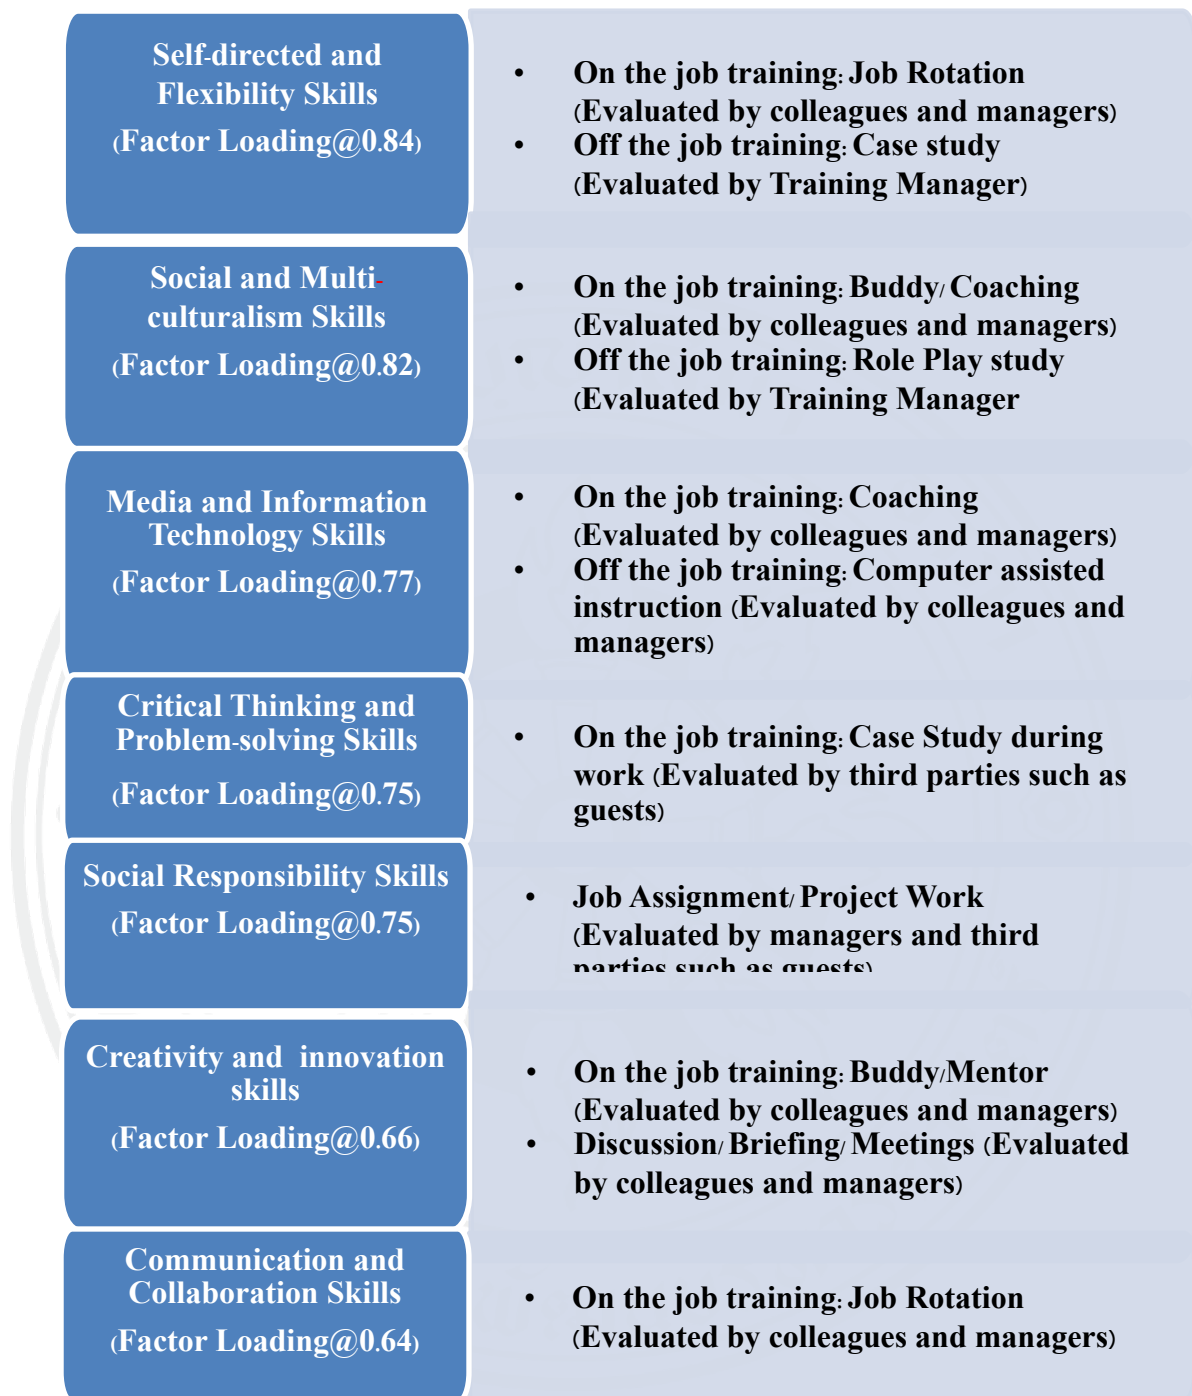 Self-directed and
Flexibility Skills
(Factor Loading@0.84)
• On the job training: Job Rotation
(Evaluated by colleagues and managers)
• Off the job training: Case study
(Evaluated by Training Manager)
Social and Multi-
culturalism Skills
(Factor Loading@0.82)
• On the job training: Buddy/ Coaching
(Evaluated by colleagues and managers)
• Off the job training: Role Play study
(Evaluated by Training Manager
Media and Information
Technology Skills
(Factor Loading@0.77)
• On the job training: Coaching
(Evaluated by colleagues and managers)
• Off the job training: Computer assisted
instruction (Evaluated by colleagues and
managers)
Critical Thinking and
Problem-solving Skills
(Factor Loading@0.75)
• On the job training: Case Study during
work (Evaluated by third parties such as
guests)
Social Responsibility Skills
(Factor Loading@0.75)
• Job Assignment/ Project Work
(Evaluated by managers and third
parties such as guests)
Creativity and innovation
skills
(Factor Loading@0.66)
• On the job training: Buddy/Mentor
(Evaluated by colleagues and managers)
• Discussion/ Briefing/ Meetings (Evaluated
by colleagues and managers)
Communication and
Collaboration Skills
(Factor Loading@0.64)
• On the job training: Job Rotation
(Evaluated by colleagues and managers)